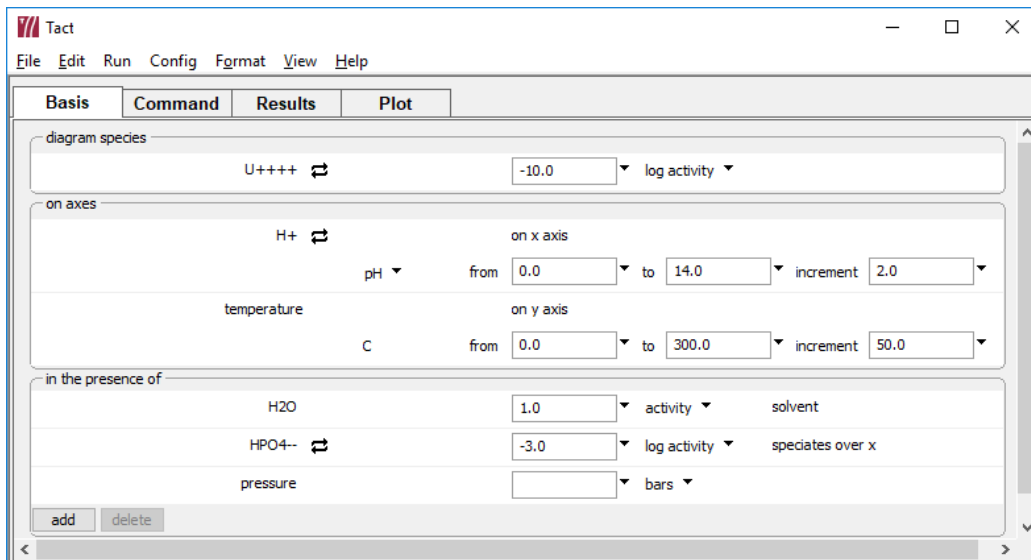 Tact
File Edit Run Config Format View Help
Basis Command Results Plot
diagram species
U++++ -10.0 log activity
on axes
H+ on x axis
pH from 0.0 to 14.0 increment 2.0
temperature on y axis
C from 0.0 to 300.0 increment 50.0
in the presence of
H2O 1.0 activity solvent
HPO4-- -3.0 log activity speciates over x
pressure bars
add delete